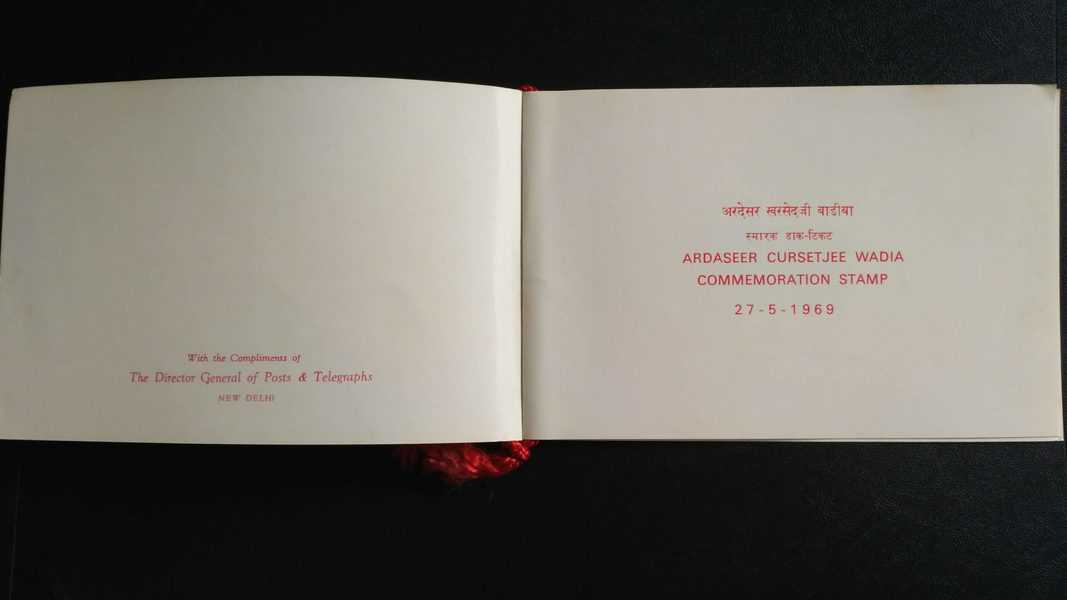 With the Compliments of
The Director General of Posts & Telegraphs
NEW DELHI
अरदेसर खरसेदजी वाडीया
स्मारक डाक-टिकट
ARDASEER CURSETJEE WADIA
COMMEMORATION STAMP
27-5-1969